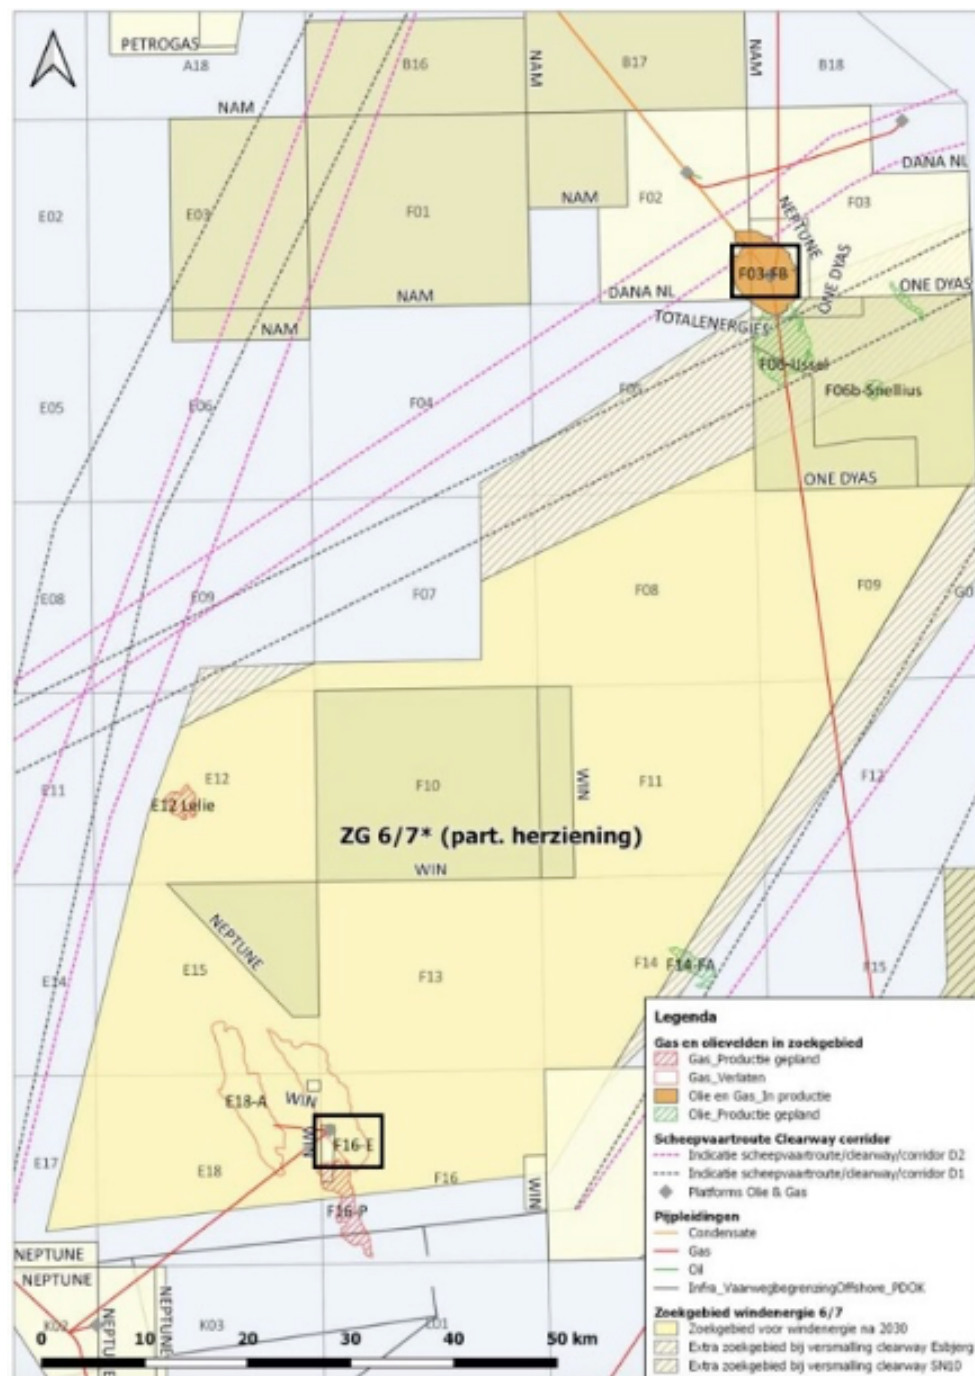 PETROGAS
A18
B16
NAM
B17
NAM
B18
NAM
DANA NL
E02
E03
F01
NAM
F02
F03
NEPTUNE
F03-FB
ONE DYAS
ONE DYAS
NAM
DANA NL
NAM
TOTALENERGIES
F06-IJssel
F06b-Snellius
E05
E06
F04
F05
ONE DYAS
E08
E09
F07
F08
F09
E11
E12
E12 Lelie
F10
WIN
F11
F12
ZG 6/7* (part. herziening)
WIN
NEPTUNE
E14
E15
F13
F14
F14-FA
F15
E18-A
WIN
WIN
F16-E
E17
E18
F16
WIN
F16-P
NEPTUNE
NEPTUNE
NEPTUNE
NEPTUNE
K02
K03
L01
0 10 20 30 40 50 km
Legenda
Gas en olievelden in zoekgebied
Gas_Productie gepland
Gas_Verlaten
Olie en Gas_In productie
Olie_Productie gepland
Scheepvaartroute Clearway corridor
Indicatie scheepvaartroute/clearway/corridor D2
Indicatie scheepvaartroute/clearway/corridor D1
Platforms Olie & Gas
Pijpleidingen
Condensate
Gas
Oil
Infra_VaarwegbegrenzingOffshore_PDOK
Zoekgebied windenergie 6/7
Zoekgebied voor windenergie na 2030
Extra zoekgebied bij versmalling clearway Esbjerg
Extra zoekgebied bij versmalling clearway SN10